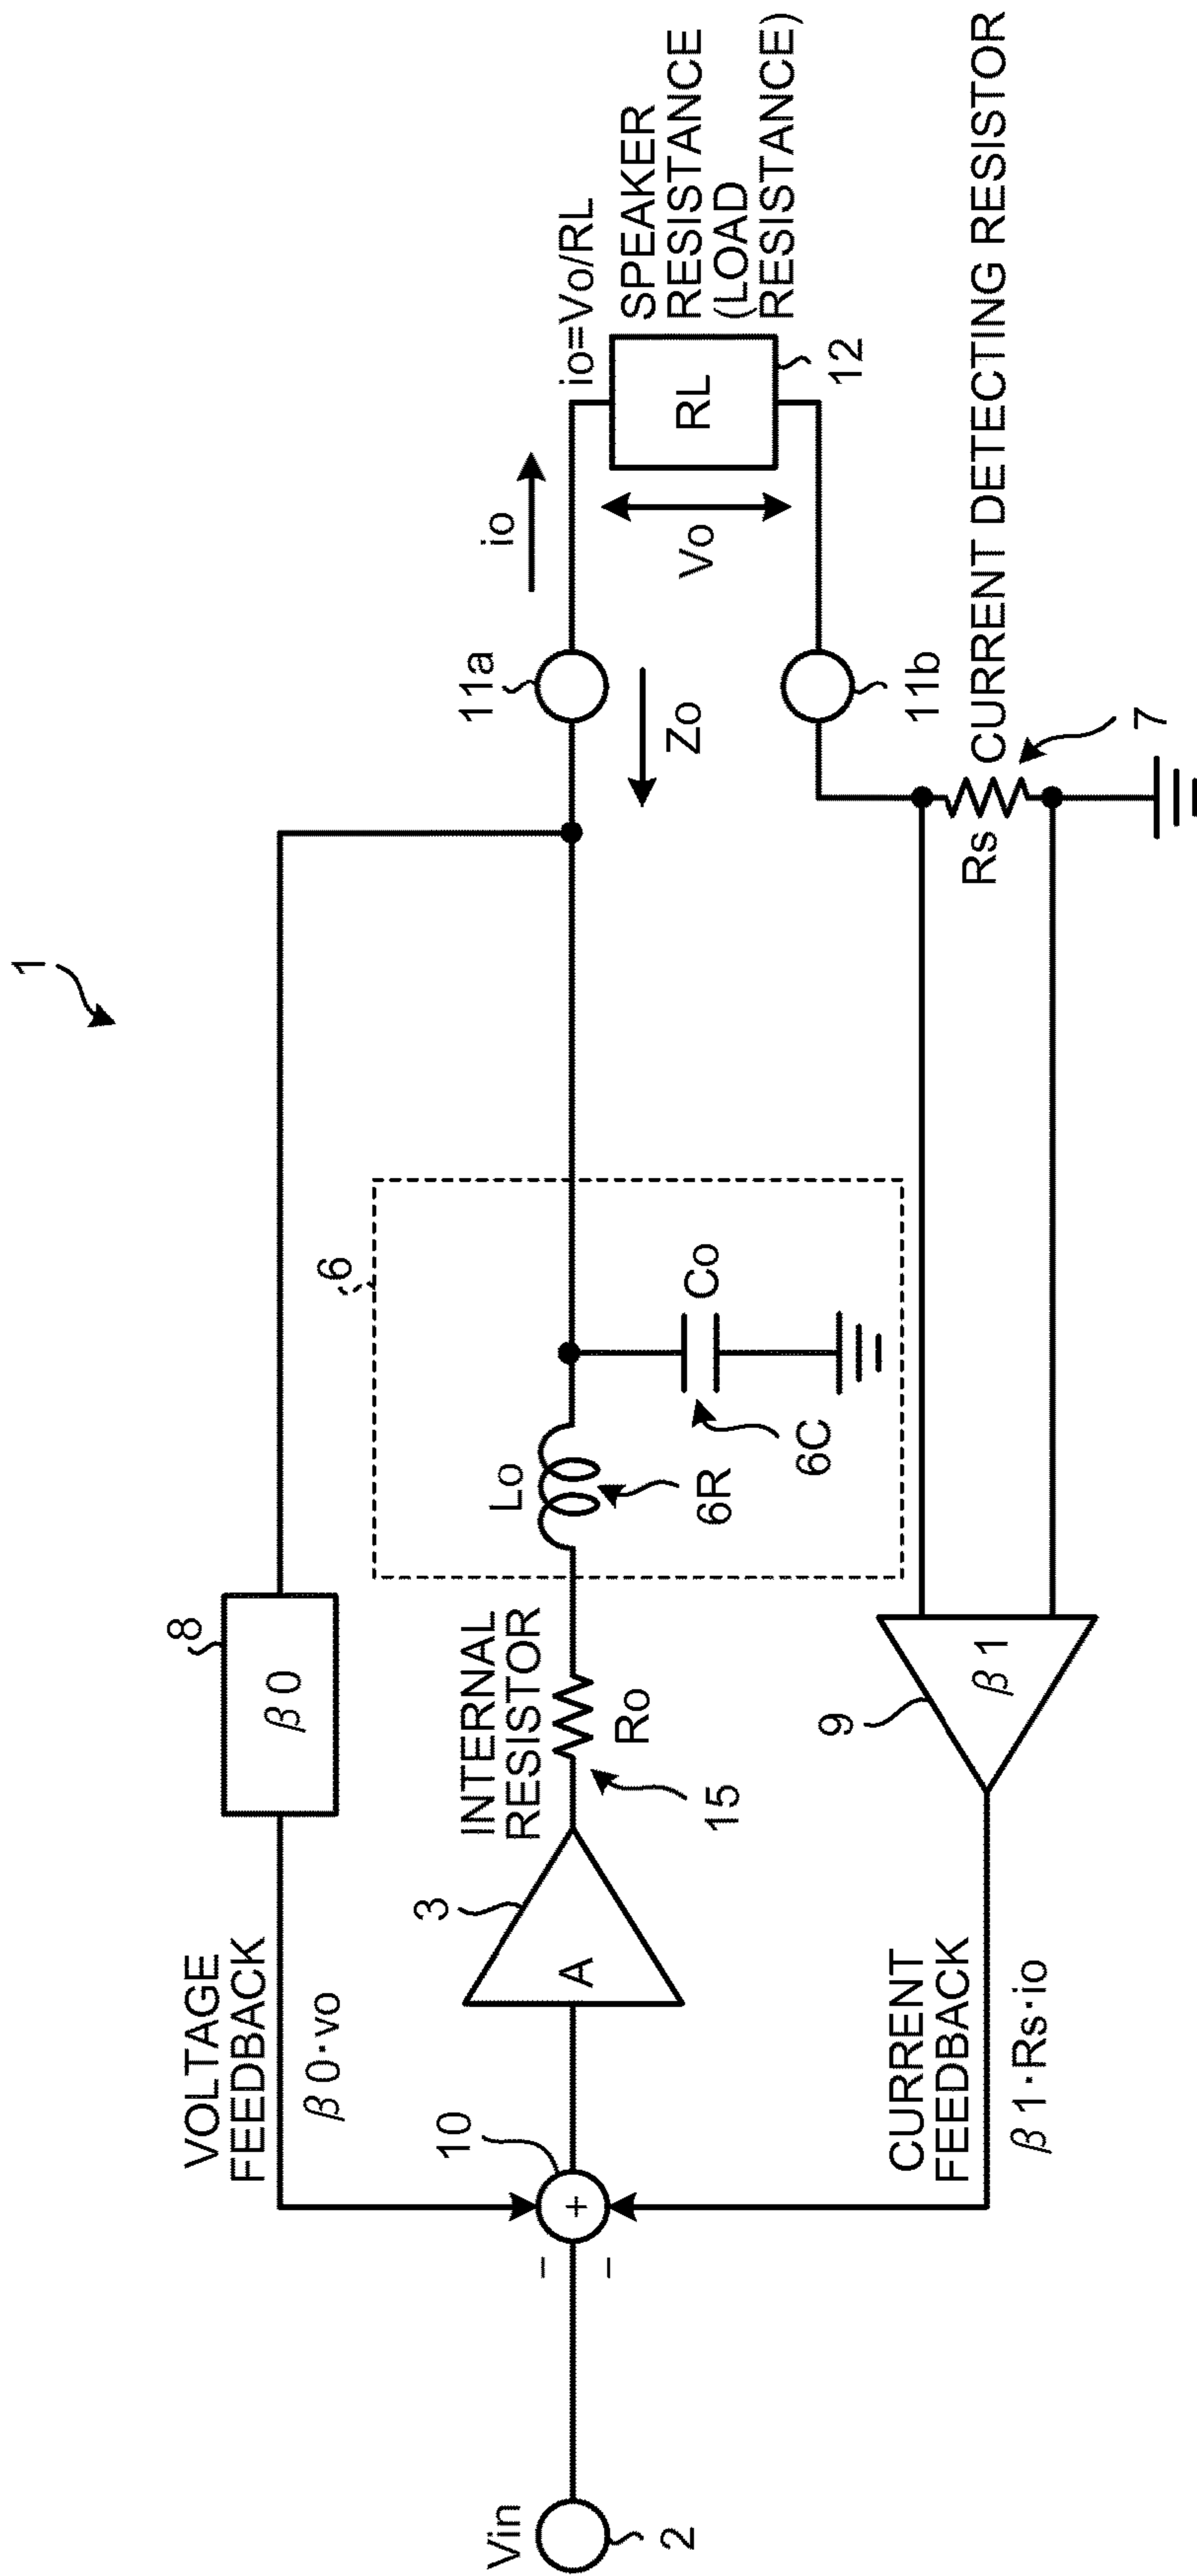 1
VOLTAGE
FEEDBACK
β0·vo
8
β0
6
io
io=Vo/RL
11a
Zo
Vo
RL
12
SPEAKER
RESISTANCE
(LOAD
RESISTANCE)
Vin
2
10
+
−
−
3
A
INTERNAL
RESISTOR
Ro
15
Lo
6R
Co
6C
11b
Rs
7
CURRENT DETECTING RESISTOR
9
β1
CURRENT
FEEDBACK
β1·Rs·io